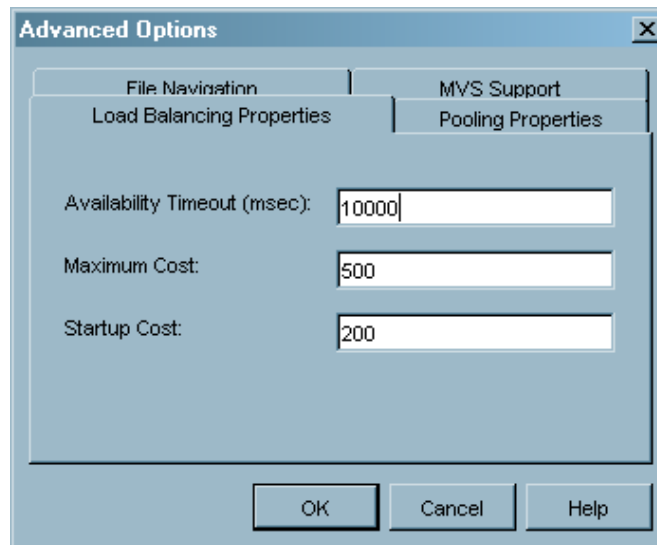 Advanced Options
File Navigation MVS Support
Load Balancing Properties Pooling Properties
Availability Timeout (msec): 10000
Maximum Cost: 500
Startup Cost: 200
OK Cancel Help